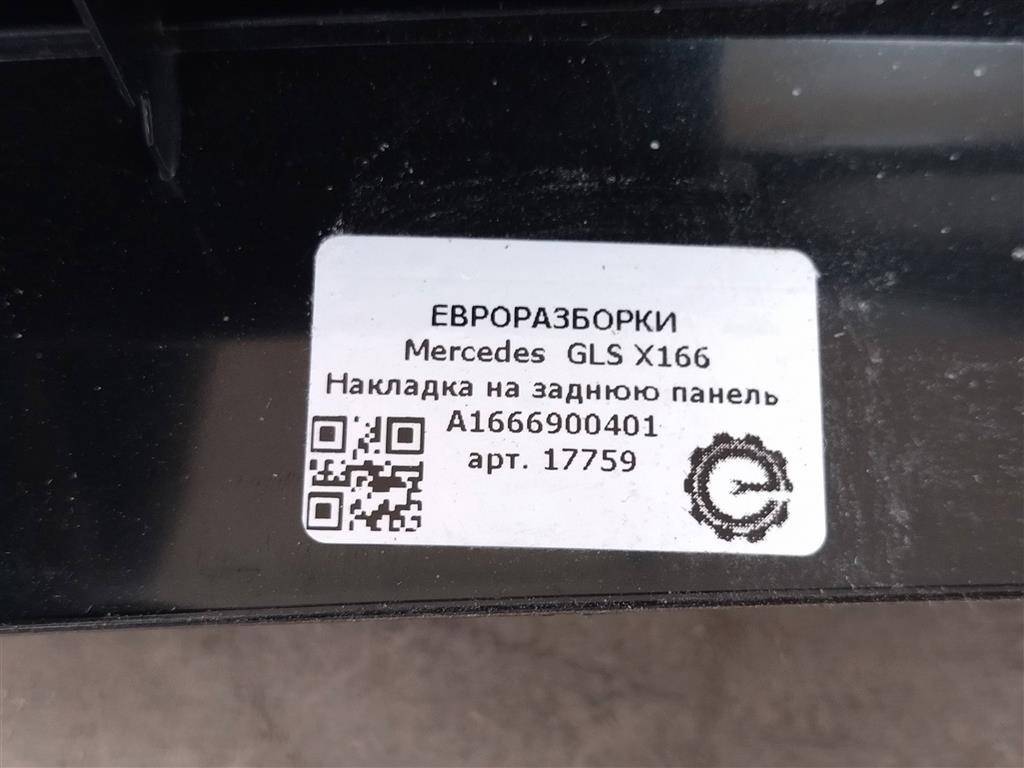 ЕВРОРАЗБОРКИ
Mercedes GLS X166
Накладка на заднюю панель
A1666900401
арт. 17759